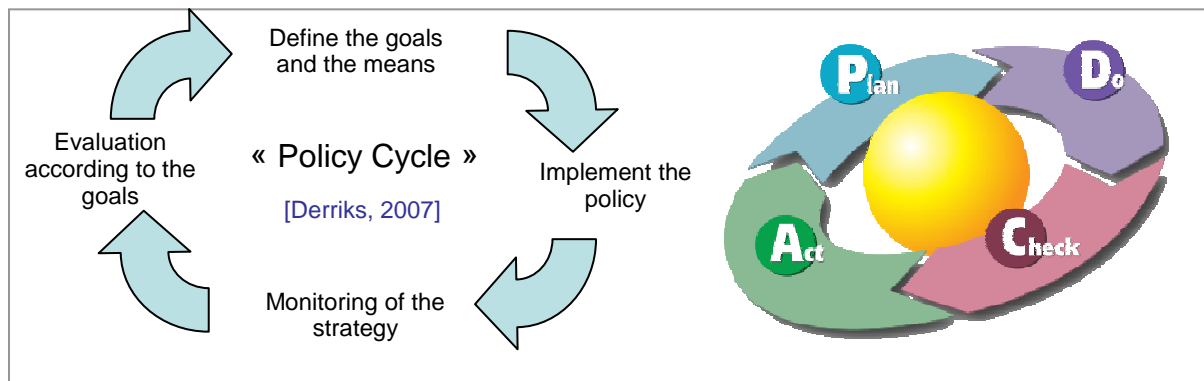 Define the goals
and the means
Evaluation
according to the
goals
« Policy Cycle »
[Derriks, 2007]
Implement the
policy
Monitoring of the
strategy
Plan
Do
Act
Check